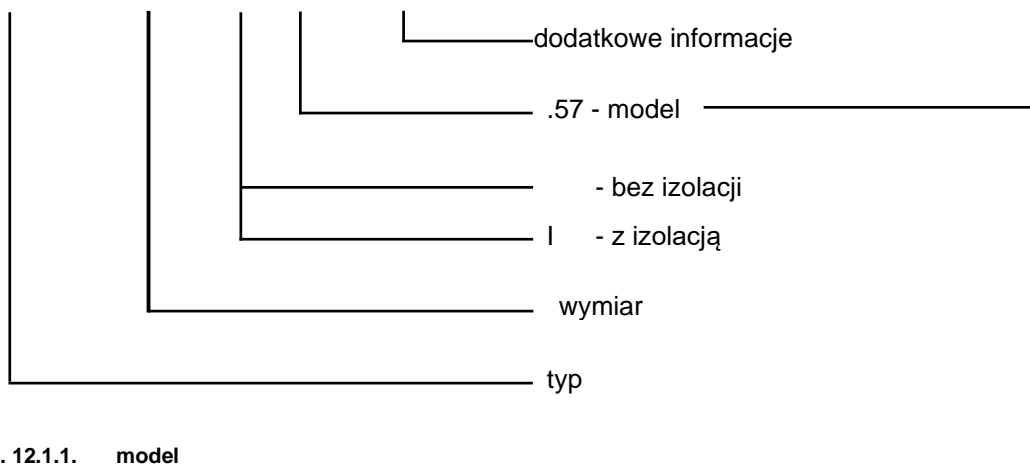 dodatkowe informacje
.57 - model
- bez izolacji
I - z izolacją
wymiar
typ
. 12.1.1. model